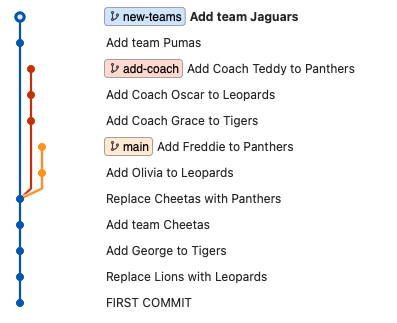 new-teams Add team Jaguars
Add team Pumas
add-coach Add Coach Teddy to Panthers
Add Coach Oscar to Leopards
Add Coach Grace to Tigers
main Add Freddie to Panthers
Add Olivia to Leopards
Replace Cheetas with Panthers
Add team Cheetas
Add George to Tigers
Replace Lions with Leopards
FIRST COMMIT